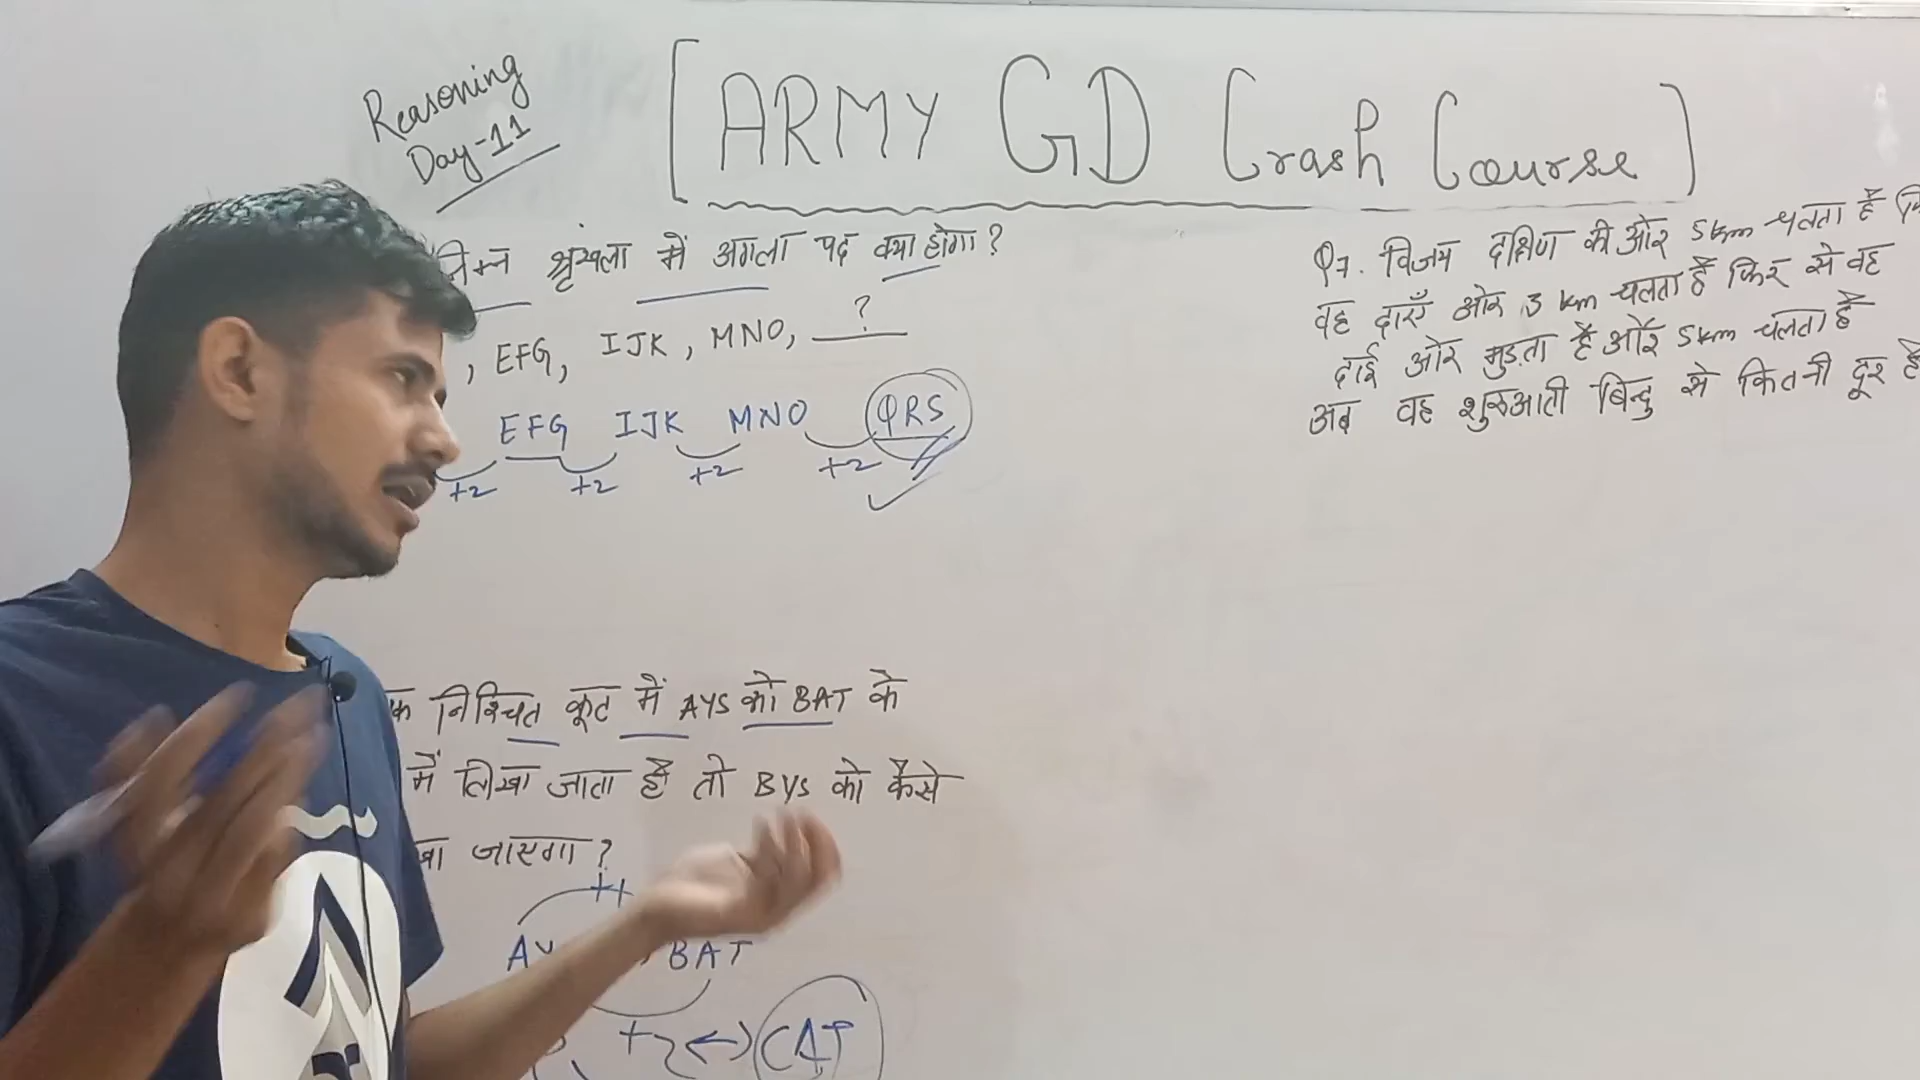 Reasoning
Day-11
[ARMY GD Crash Course]
श्रृंखला में अगला पद क्या होगा?
, EFG, IJK, MNO, ?
EFG IJK MNO QRS
+2 +2 +2 +2
निश्चित कूट में AYS को BAT के
में लिखा जाता है तो BYS को कैसे
जाएगा?
BAT
CAT
Q7. विजय दक्षिण की ओर 5km चलता है
वह दाएँ ओर 3 km चलता है फिर से वह
दाई ओर मुड़ता है और 5km चलता है
अब वह शुरुआती बिन्दु से कितनी दूर है